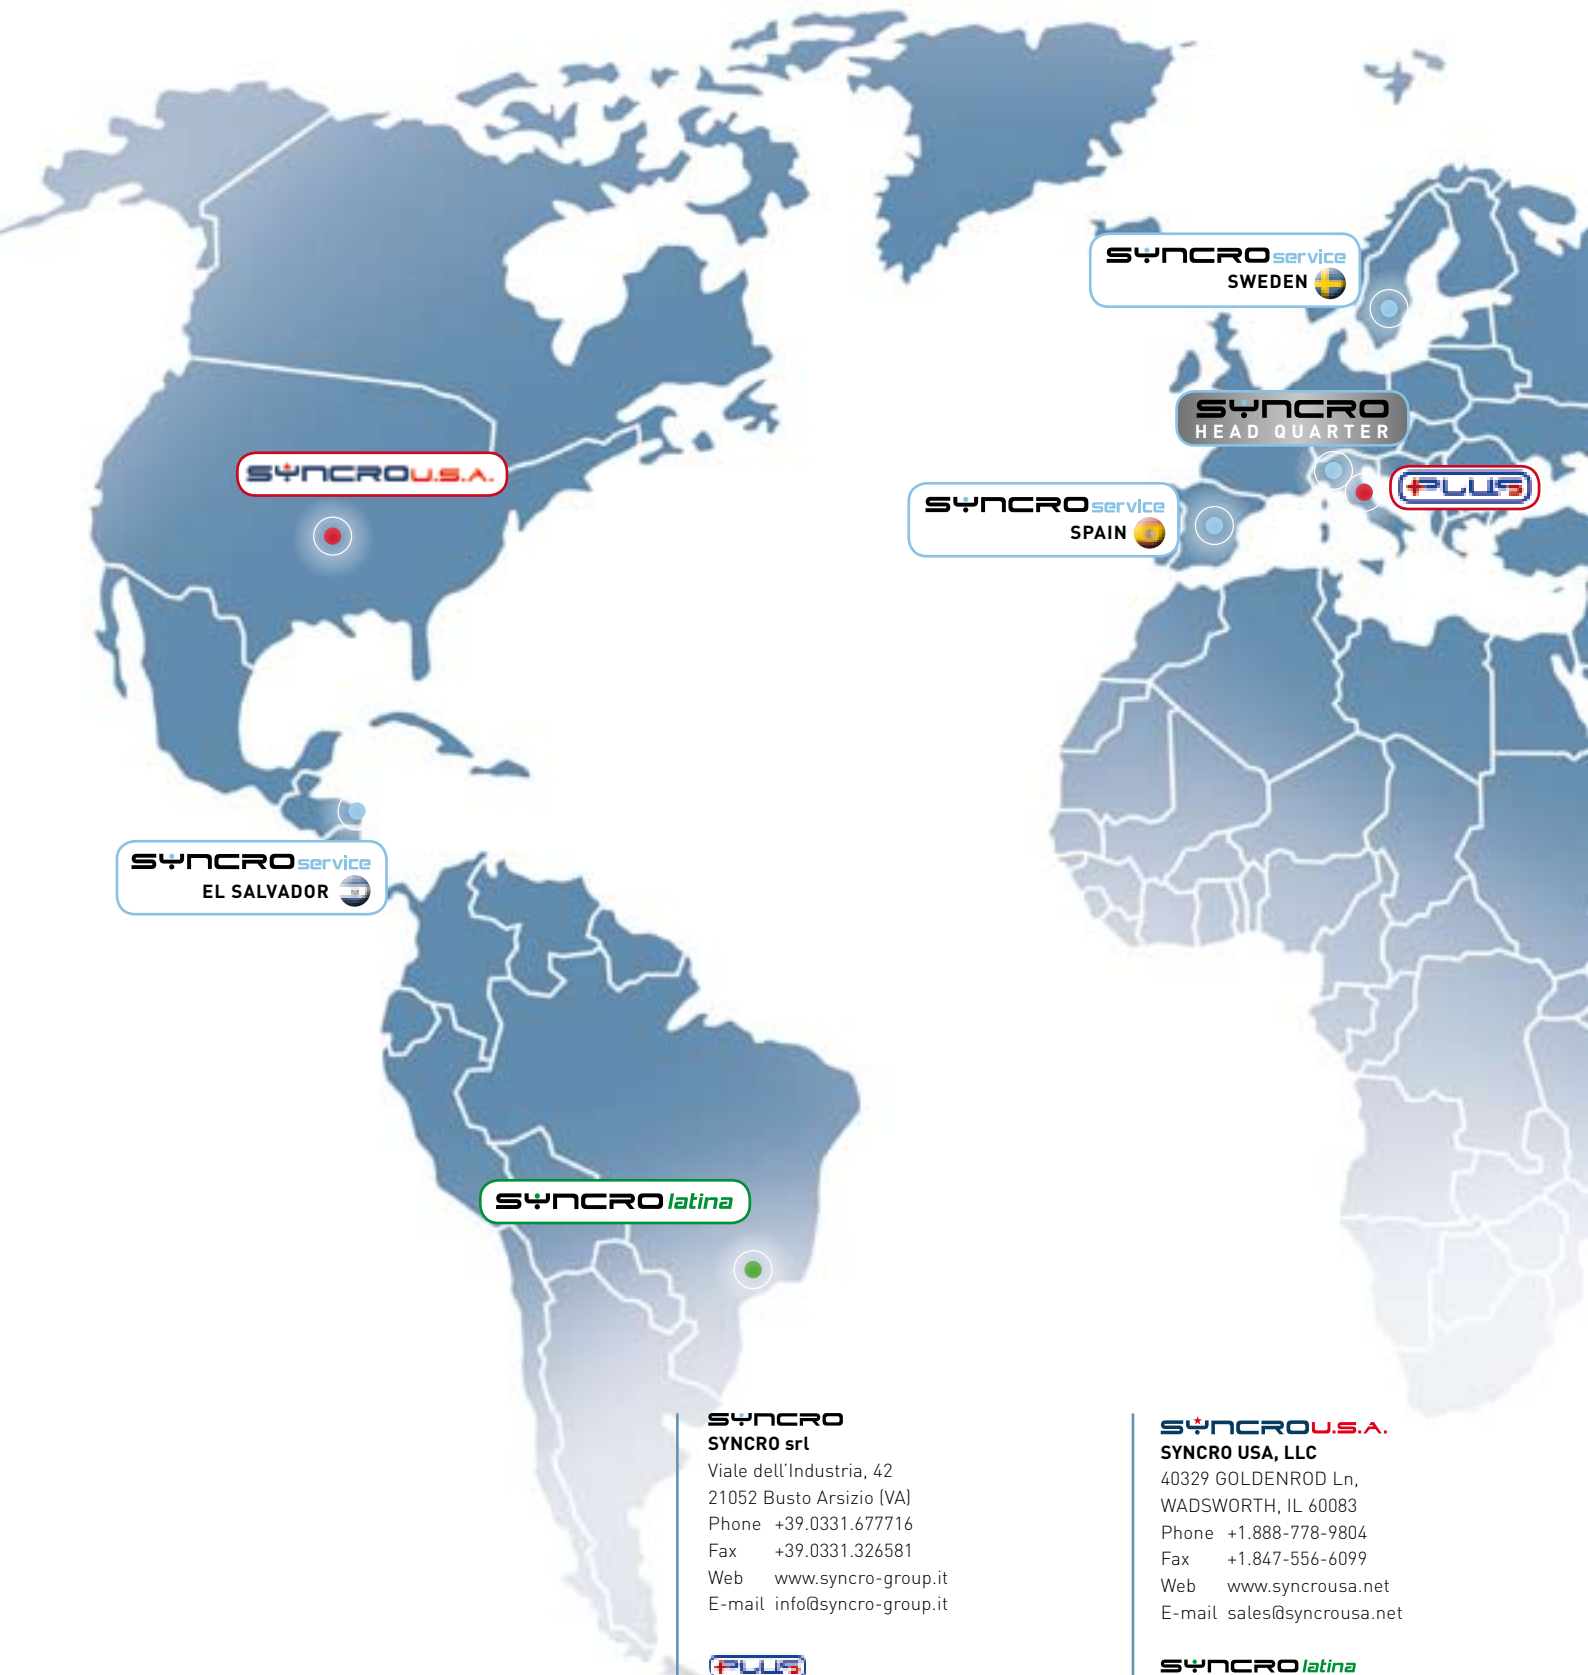 SYNCRO service
SWEDEN
SYNCRO
HEAD QUARTER
SYNCRO U.S.A.
+PLUS
SYNCRO service
SPAIN
SYNCRO service
EL SALVADOR
SYNCRO latina
SYNCRO
SYNCRO srl
Viale dell'Industria, 42
21052 Busto Arsizio (VA)
Phone +39.0331.677716
Fax +39.0331.326581
Web www.syncro-group.it
E-mail info@syncro-group.it
+PLUS
SYNCRO U.S.A.
SYNCRO USA, LLC
40329 GOLDENROD Ln,
WADSWORTH, IL 60083
Phone +1.888-778-9804
Fax +1.847-556-6099
Web www.syncrousa.net
E-mail sales@syncrousa.net
SYNCRO latina